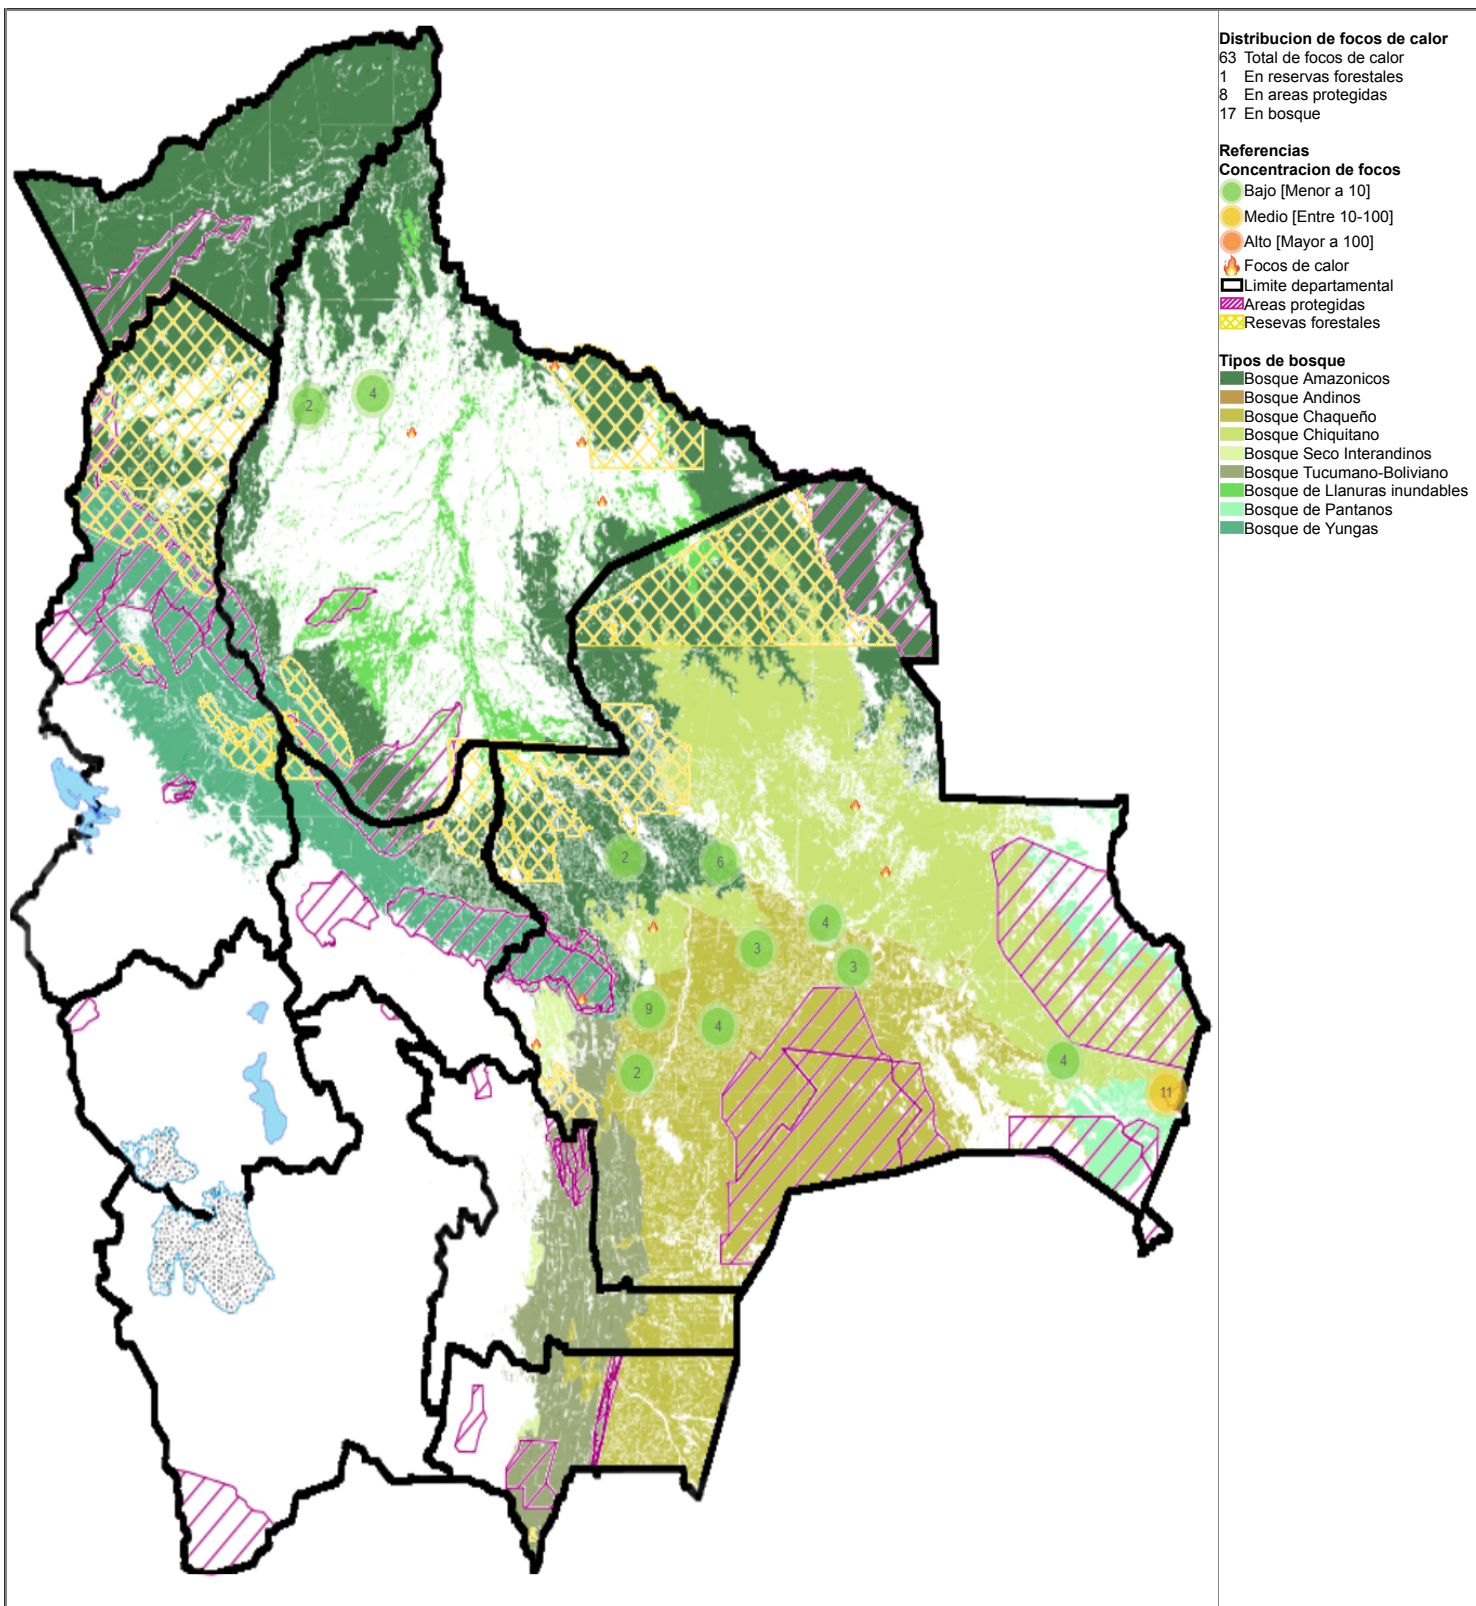 Distribucion de focos de calor
63 Total de focos de calor
1 En reservas forestales
8 En areas protegidas
17 En bosque
Referencias
Concentracion de focos
Bajo [Menor a 10]
Medio [Entre 10-100]
Alto [Mayor a 100]
Focos de calor
Limite departamental
Areas protegidas
Resevas forestales
Tipos de bosque
Bosque Amazonicos
Bosque Andinos
Bosque Chaqueño
Bosque Chiquitano
Bosque Seco Interandinos
Bosque Tucumano-Boliviano
Bosque de Llanuras inundables
Bosque de Pantanos
Bosque de Yungas
4
2
2
6
4
3
3
9
4
2
4
11